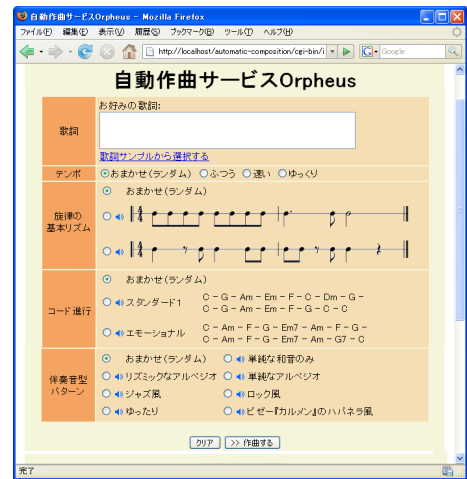 自動作曲サービスOrpheus - Mozilla Firefox
ファイル(F) 編集(E) 表示(V) 履歴(S) ブックマーク(B) ツール(T) ヘルプ(H)
http://localhost/automatic-composition/cgi-bin/i
Google
自動作曲サービスOrpheus
歌詞
お好みの歌詞:
歌詞サンプルから選択する
テンポ
おまかせ(ランダム) ふつう 速い ゆっくり
旋律の
基本リズム
おまかせ(ランダム)
コード進行
おまかせ(ランダム)
スタンダード1
C - G - Am - Em - F - C - Dm - G -
C - G - Am - Em - F - G - C - C
エモーショナル
C - Am - F - G - Em7 - Am - F - G -
C - Am - F - G - Em7 - Am - G7 - C
伴奏音型
パターン
おまかせ(ランダム) 単純な和音のみ
リズミックなアルペジオ 単純なアルペジオ
ジャズ風 ロック風
ゆったり ビゼー『カルメン』のハバネラ風
クリア >> 作曲する
完了